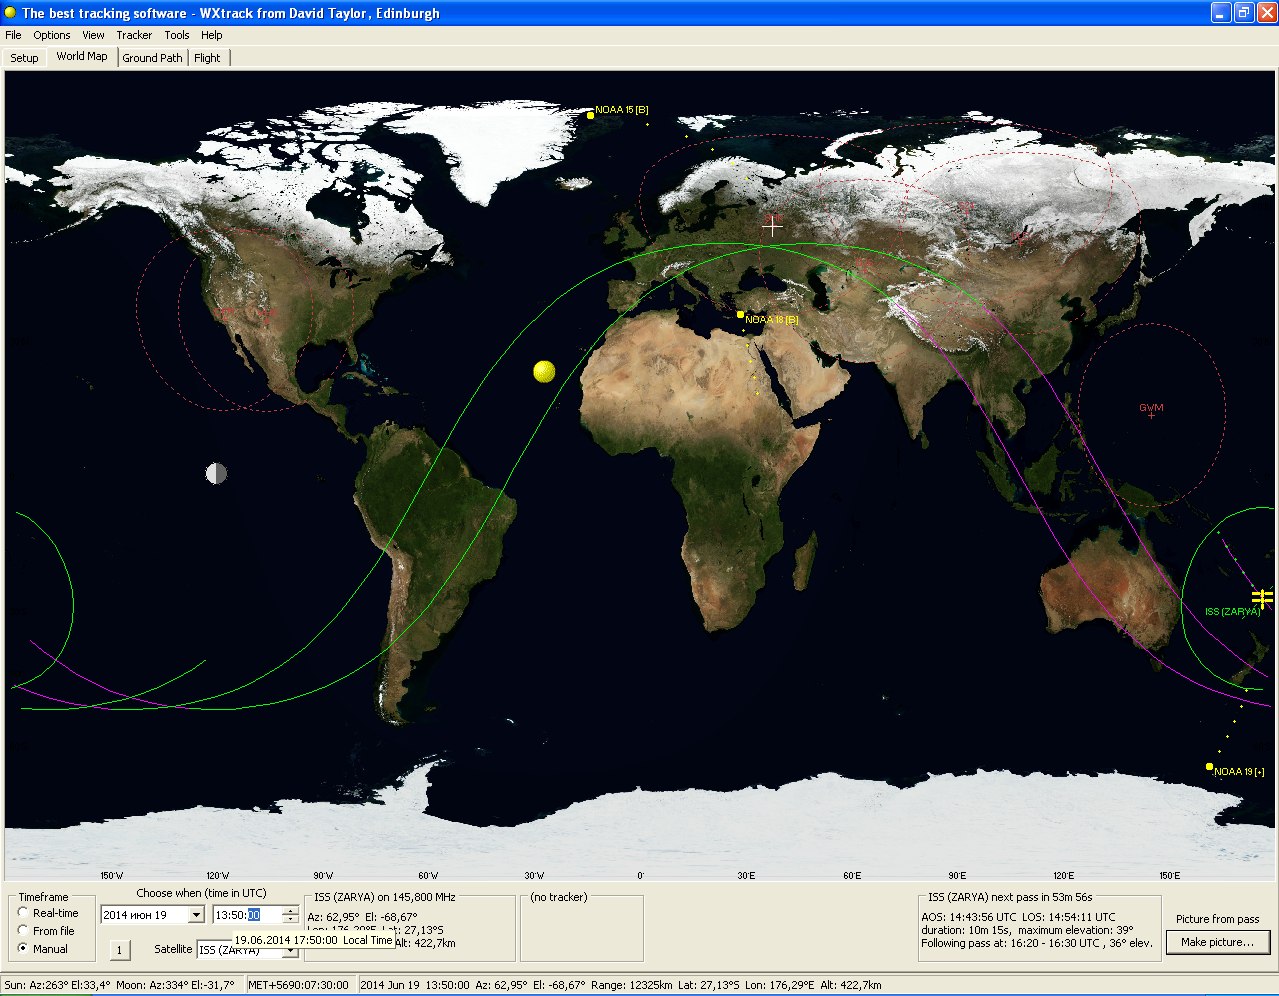 The best tracking software - WXtrack from David Taylor, Edinburgh
File Options View Tracker Tools Help
Setup World Map Ground Path Flight
NOAA 15 [B]
NOAA 18 [B]
GVM
ISS (ZARYA)
NOAA 19 [+]
150°W 120°W 90°W 60°W 30°W 0° 30°E 60°E 90°E 120°E 150°E
Timeframe
Real-time
From file
Manual
Choose when (time in UTC)
2014 июн 19 13:50:00
19.06.2014 17:50:00 Local Time
1 Satellite ISS (ZARYA)
ISS (ZARYA) on 145,800 MHz
Az: 62,95° El: -68,67°
Lat: 27,13°S
Alt: 422,7km
(no tracker)
ISS (ZARYA) next pass in 53m 56s
AOS: 14:43:56 UTC LOS: 14:54:11 UTC
duration: 10m 15s, maximum elevation: 39°
Following pass at: 16:20 - 16:30 UTC , 36° elev.
Picture from pass
Make picture...
Sun: Az:263° El:33,4° Moon: Az:334° El:-31,7° MET+5690:07:30:00 2014 Jun 19 13:50:00 Az: 62,95° El: -68,67° Range: 12325km Lat: 27,13°S Lon: 176,29°E Alt: 422,7km